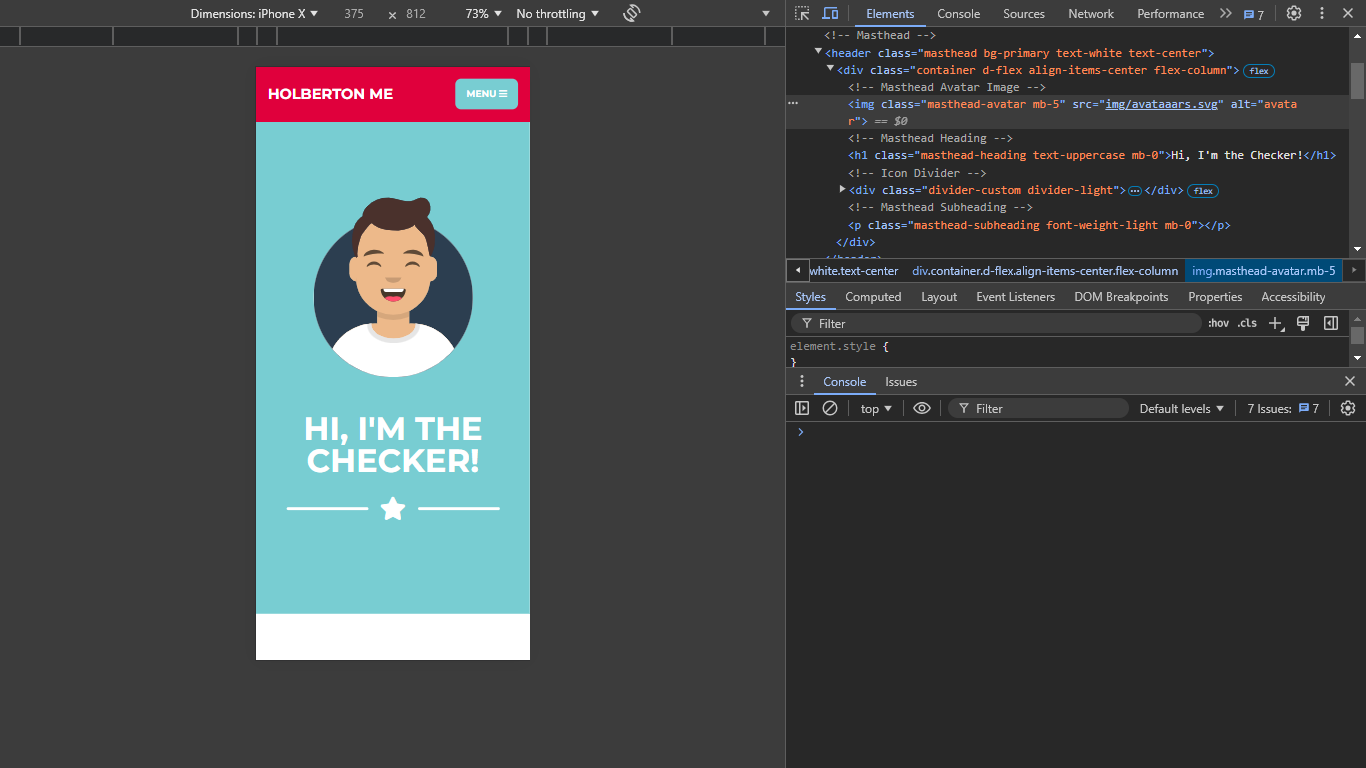 Dimensions: iPhone X 375 × 812 73% No throttling
HOLBERTON ME
MENU
HI, I'M THE
CHECKER!
Elements Console Sources Network Performance 7
<!-- Masthead -->
<header class="masthead bg-primary text-white text-center">
<div class="container d-flex align-items-center flex-column"> flex
<!-- Masthead Avatar Image -->
<img class="masthead-avatar mb-5" src="img/avataaars.svg" alt="avata
r"> == $0
<!-- Masthead Heading -->
<h1 class="masthead-heading text-uppercase mb-0">Hi, I'm the Checker!</h1>
<!-- Icon Divider -->
<div class="divider-custom divider-light">…</div> flex
<!-- Masthead Subheading -->
<p class="masthead-subheading font-weight-light mb-0"></p>
</div>
</header>
white.text-center div.container.d-flex.align-items-center.flex-column img.masthead-avatar.mb-5
Styles Computed Layout Event Listeners DOM Breakpoints Properties Accessibility
Filter :hov .cls
element.style {
}
Console Issues
top Filter Default levels 7 Issues: 7